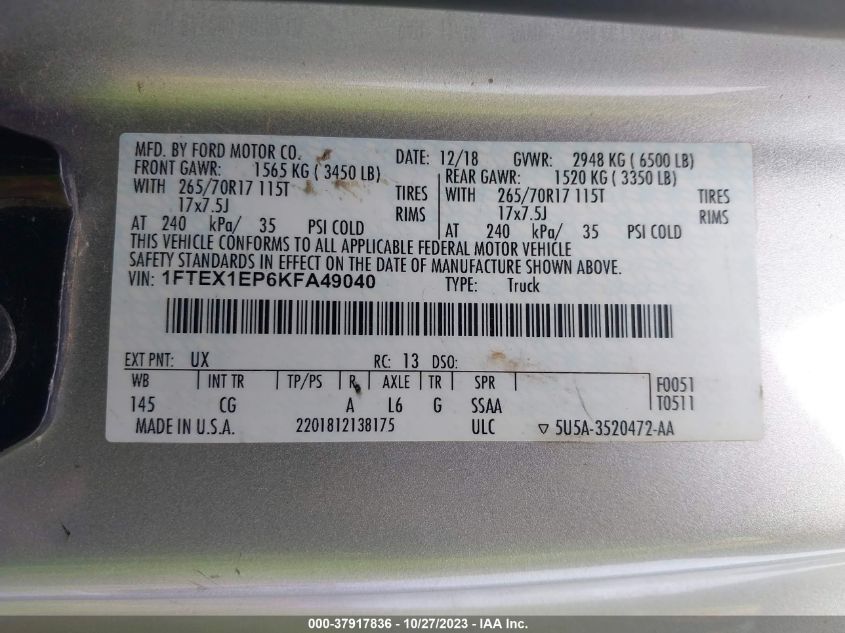 MFD. BY FORD MOTOR CO. DATE: 12/18 GVWR: 2948 KG ( 6500 LB)
FRONT GAWR: 1565 KG ( 3450 LB) REAR GAWR: 1520 KG ( 3350 LB)
WITH 265/70R17 115T TIRES WITH 265/70R17 115T TIRES
17x7.5J RIMS 17x7.5J RIMS
AT 240 kPa/ 35 PSI COLD AT 240 kPa/ 35 PSI COLD
THIS VEHICLE CONFORMS TO ALL APPLICABLE FEDERAL MOTOR VEHICLE
SAFETY STANDARDS IN EFFECT ON THE DATE OF MANUFACTURE SHOWN ABOVE.
VIN: 1FTEX1EP6KFA49040 TYPE: Truck
EXT PNT: UX RC: 13 DSO:
WB INT TR TP/PS R AXLE TR SPR F0051
145 CG A L6 G SSAA T0511
MADE IN U.S.A. 2201812138175 ULC ▽ 5U5A-3520472-AA
000-37917836 - 10/27/2023 - IAA Inc.